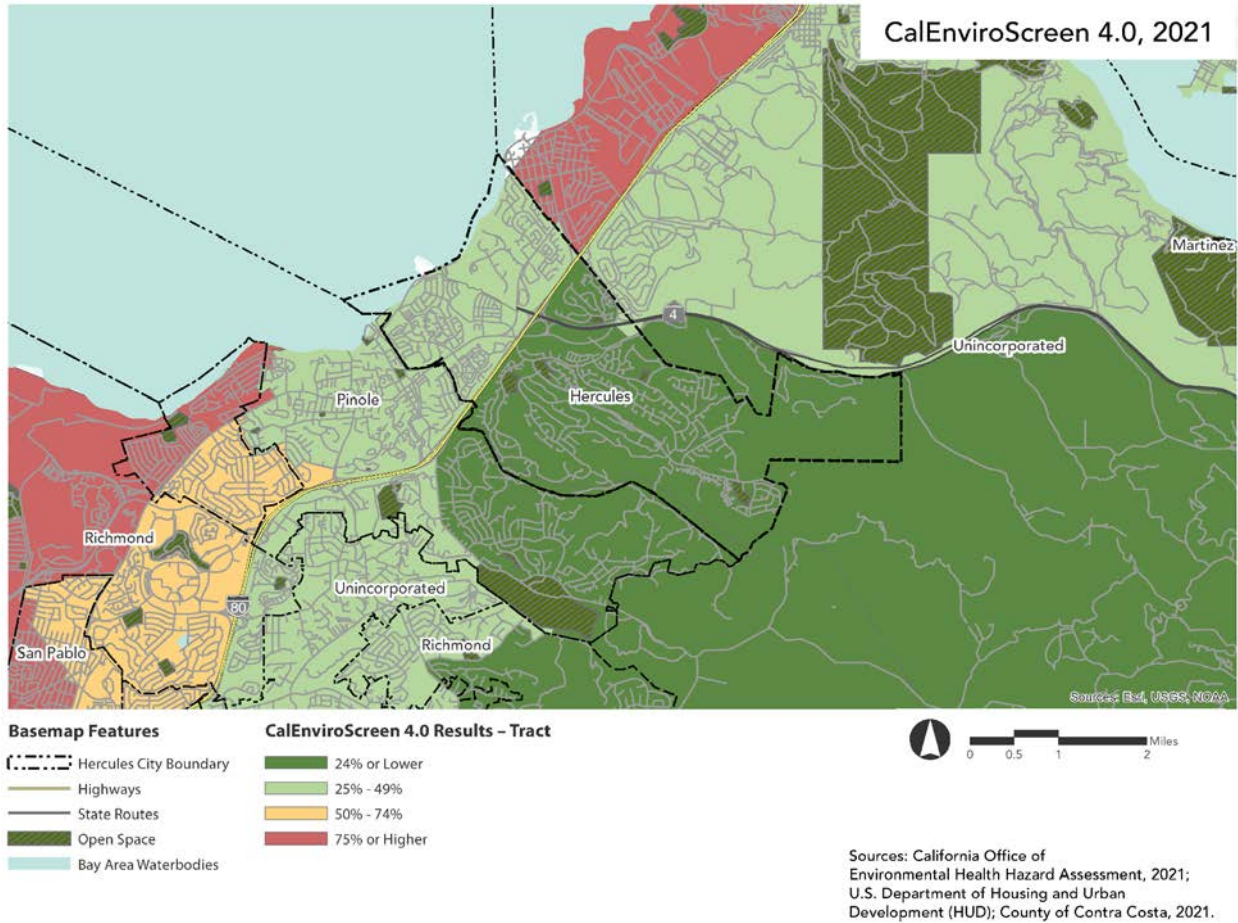 CalEnviroScreen 4.0, 2021
Martinez
4
Unincorporated
Hercules
Pinole
Richmond
Unincorporated
80
Richmond
San Pablo
Sources: Esri, USGS, NOAA
Basemap Features
Hercules City Boundary
Highways
State Routes
Open Space
Bay Area Waterbodies
CalEnviroScreen 4.0 Results – Tract
24% or Lower
25% - 49%
50% - 74%
75% or Higher
0 0.5 1 2 Miles
Sources: California Office of
Environmental Health Hazard Assessment, 2021;
U.S. Department of Housing and Urban
Development (HUD); County of Contra Costa, 2021.